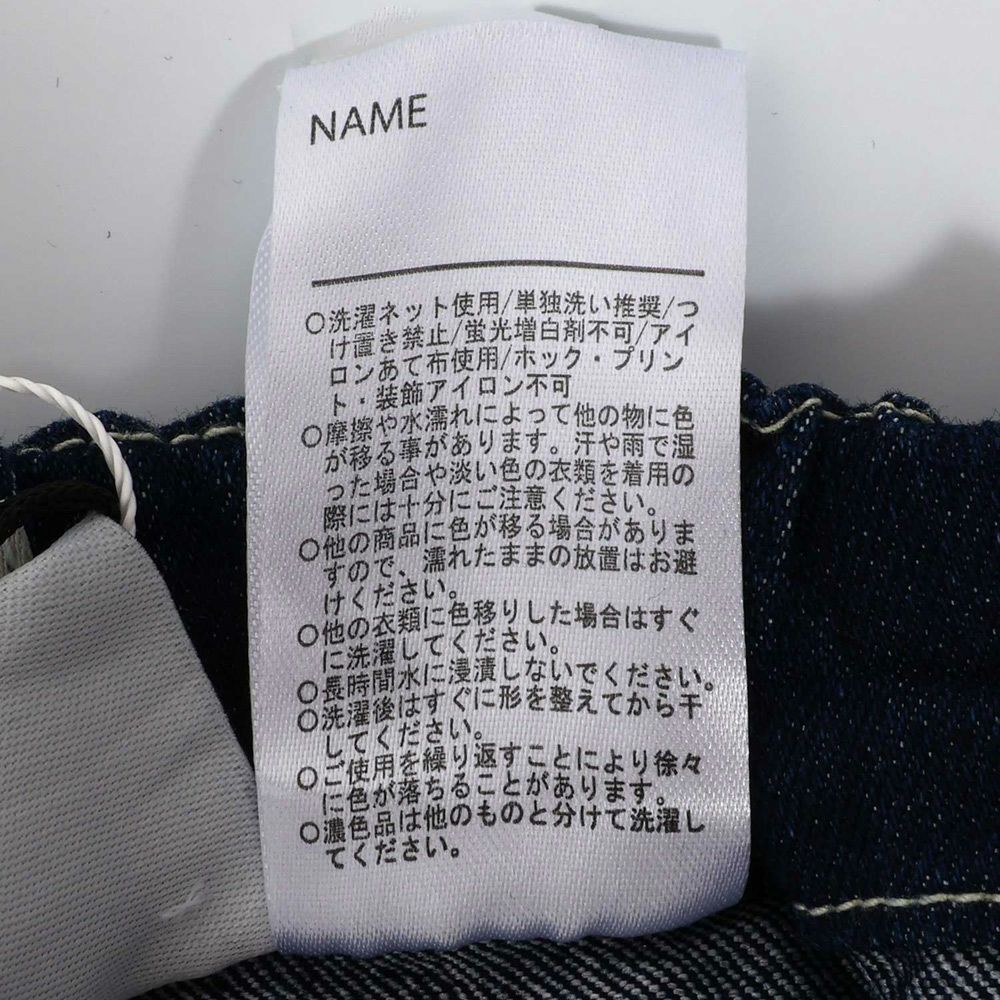 NAME
○洗濯ネット使用/単独洗い推奨/つ
け置き禁止/蛍光増白剤不可/アイ
ロンあて布使用/ホック・プリン
ト・装飾アイロン不可
○摩擦や水濡れによって他の物に色
が移る事があります。汗や雨で湿
った場合や淡い色の衣類を着用の
際には十分にご注意ください。
○他の商品に色が移る場合がありま
すので、濡れたままの放置はお避
けください。
○他の衣類に色移りした場合はすぐ
に洗濯してください。
○長時間水に浸漬しないでください。
○洗濯後はすぐに形を整えてから干
してください。
○ご使用を繰り返すことにより徐々
に色が落ちることがあります。
○濃色品は他のものと分けて洗濯し
てください。